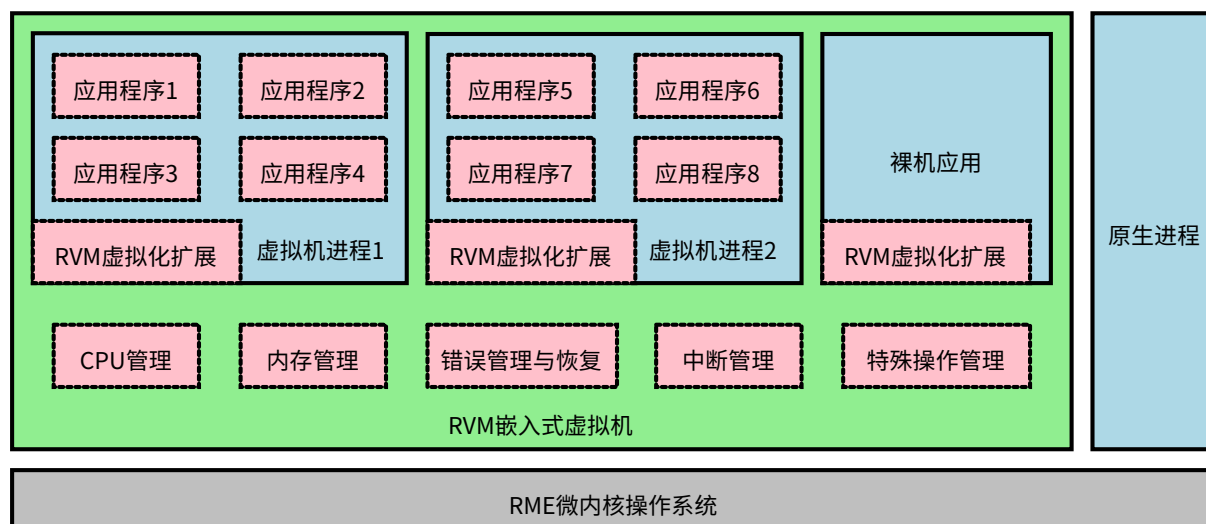 应用程序1
应用程序2
应用程序5
应用程序6
应用程序3
应用程序4
应用程序7
应用程序8
裸机应用
RVM虚拟化扩展
虚拟机进程1
RVM虚拟化扩展
虚拟机进程2
RVM虚拟化扩展
原生进程
CPU管理
内存管理
错误管理与恢复
中断管理
特殊操作管理
RVM嵌入式虚拟机
RME微内核操作系统